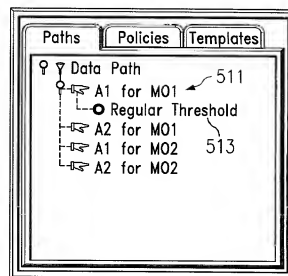 Paths Policies Templates
Data Path
A1 for MO1 511
Regular Threshold
A2 for MO1 513
A1 for MO2
A2 for MO2